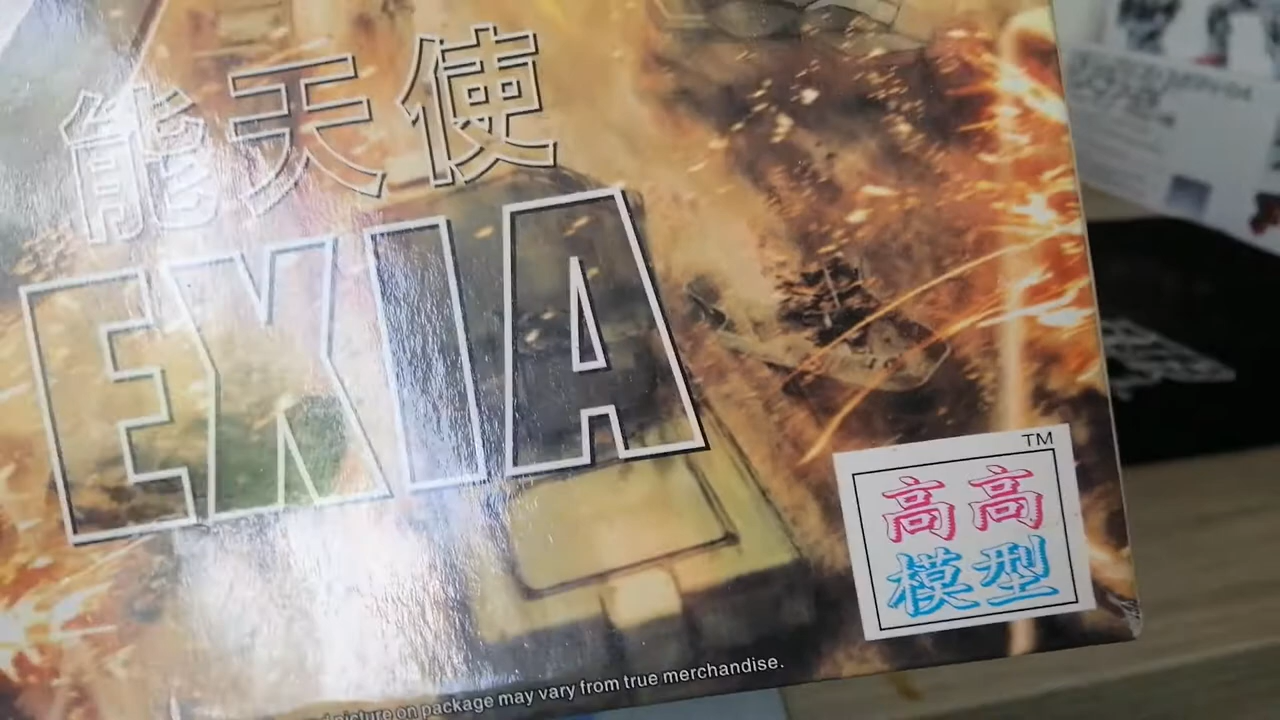 能天使
EXIA
TM
高高
模型
picture on package may vary from true merchandise.